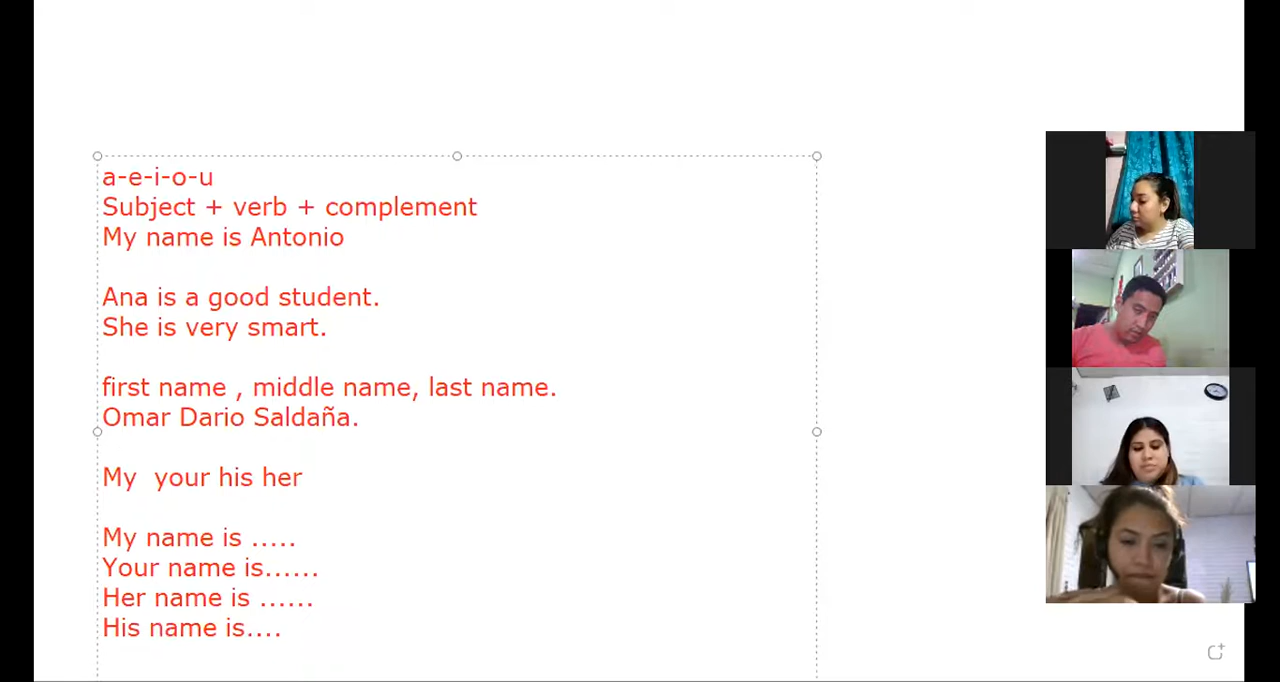 a-e-i-o-u
Subject + verb + complement
My name is Antonio
Ana is a good student.
She is very smart.
first name , middle name, last name.
Omar Dario Saldaña.
My  your his her
My name is .....
Your name is......
Her name is ......
His name is....